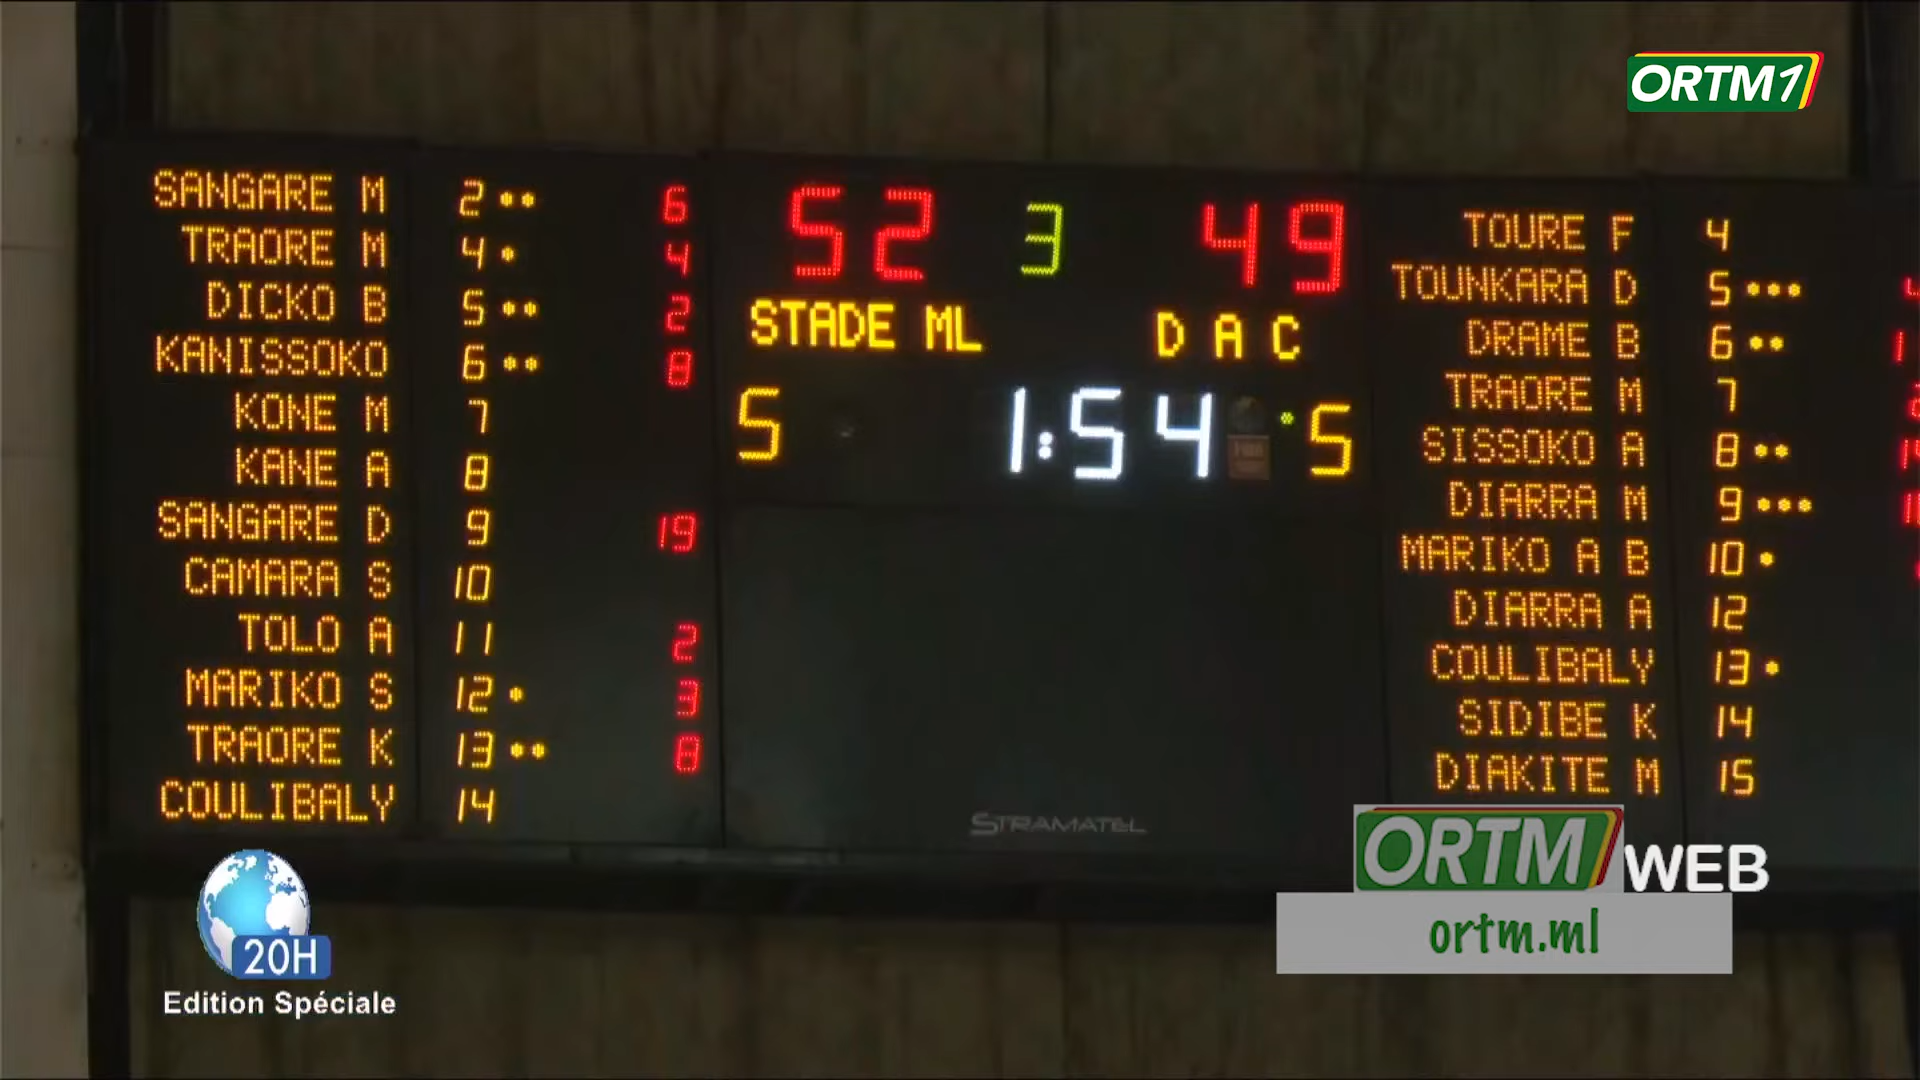 ORTM1
SANGARE M 2 6
TRAORE M 4 4
DICKO B 5 2
KANISSOKO 6 8
KONE M 7
KANE A 8
SANGARE D 9 19
CAMARA S 10
TOLO A 11 2
MARIKO S 12 3
TRAORE K 13 8
COULIBALY 14
52 3 49
STADE ML D A C
5 1:54 5
STRAMATEL
TOURE F 4
TOUNKARA D 5
DRAME B 6
TRAORE M 7
SISSOKO A 8
DIARRA M 9
MARIKO A B 10
DIARRA A 12
COULIBALY 13
SIDIBE K 14
DIAKITE M 15
ORTM WEB
ortm.ml
20H
Edition Spéciale